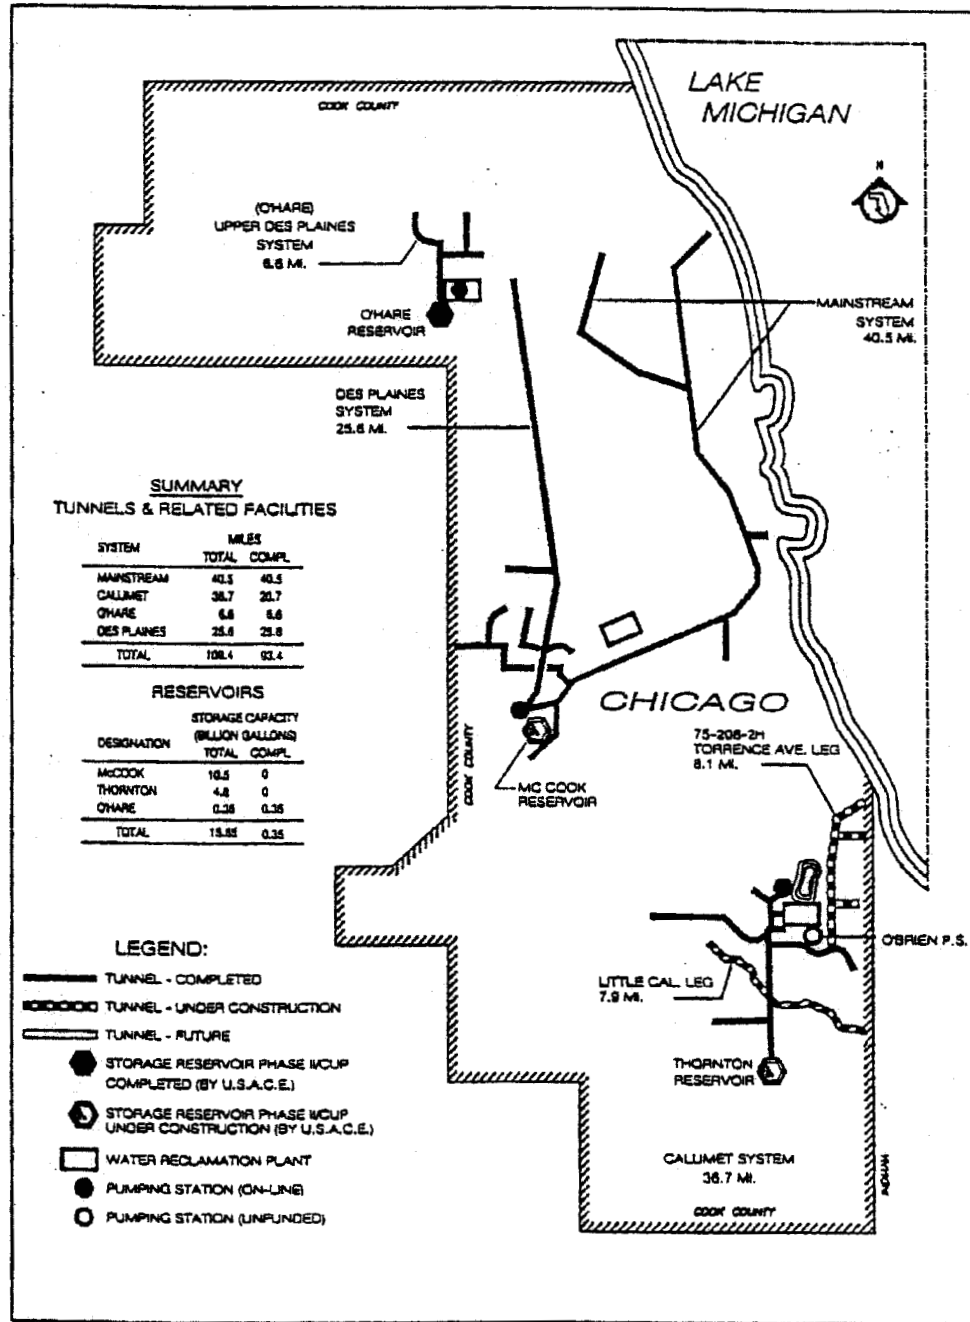 LAKE
MICHIGAN
COOK COUNTY
N
(O'HARE)
UPPER DES PLAINES
SYSTEM
6.6 MI.
O'HARE
RESERVOIR
MAINSTREAM
SYSTEM
40.5 MI.
DES PLAINES
SYSTEM
25.6 MI.
SUMMARY
TUNNELS & RELATED FACILITIES
MILES
SYSTEM TOTAL COMPL.
MAINSTREAM 40.5 40.5
CALUMET 36.7 20.7
O'HARE 6.6 6.6
DES PLAINES 25.6 25.6
TOTAL 109.4 93.4
RESERVOIRS
STORAGE CAPACITY
(BILLION GALLONS)
DESIGNATION TOTAL COMPL.
McCOOK 10.5 0
THORNTON 4.8 0
O'HARE 0.35 0.35
TOTAL 15.65 0.35
CHICAGO
COOK COUNTY
MC COOK
RESERVOIR
75-206-2H
TORRENCE AVE. LEG
8.1 MI.
O'BRIEN P.S.
LITTLE CAL. LEG
7.9 MI.
THORNTON
RESERVOIR
CALUMET SYSTEM
36.7 MI.
COOK COUNTY
INDIANA
LEGEND:
TUNNEL - COMPLETED
TUNNEL - UNDER CONSTRUCTION
TUNNEL - FUTURE
STORAGE RESERVOIR PHASE II/CUP
COMPLETED (BY U.S.A.C.E.)
STORAGE RESERVOIR PHASE II/CUP
UNDER CONSTRUCTION (BY U.S.A.C.E.)
WATER RECLAMATION PLANT
PUMPING STATION (ON-LINE)
PUMPING STATION (UNFUNDED)